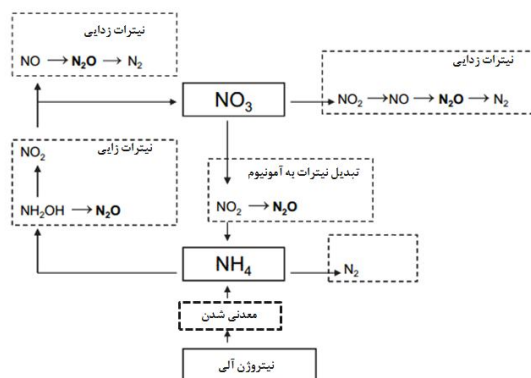 نیترات زدایی
NO → N₂O → N₂
نیترات زدایی
NO₂ → NO → N₂O → N₂
NO₃
نیترات زایی
NO₂
NH₂OH → N₂O
تبدیل نیترات به آمونیوم
NO₂ → N₂O
NH₄
N₂
معدنی شدن
نیتروژن آلی